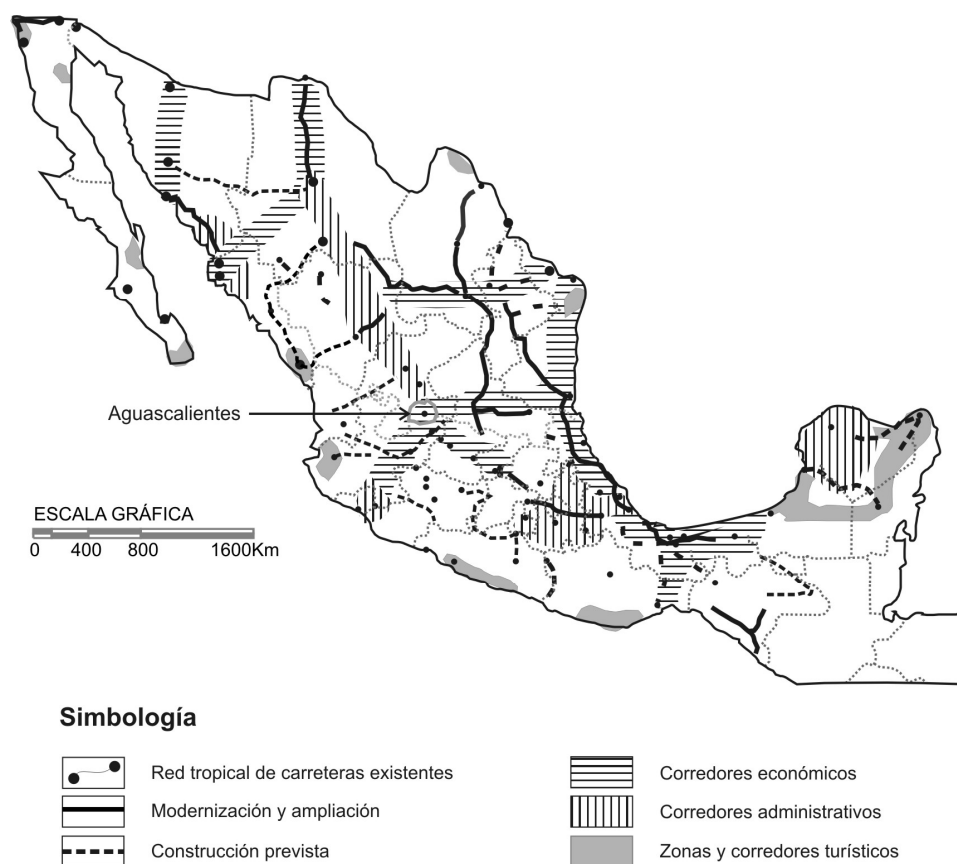 Aguascalientes
ESCALA GRÁFICA
0 400 800 1600Km
Simbología
Red tropical de carreteras existentes
Modernización y ampliación
Construcción prevista
Corredores económicos
Corredores administrativos
Zonas y corredores turísticos